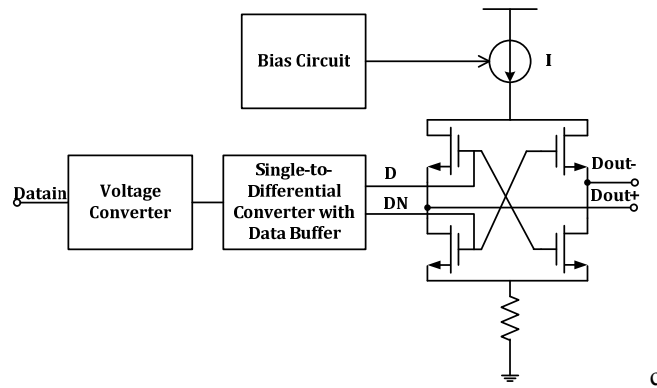 Bias Circuit
I
Datain
Voltage
Converter
Single-to-
Differential
Converter with
Data Buffer
D
DN
Dout-
Dout+